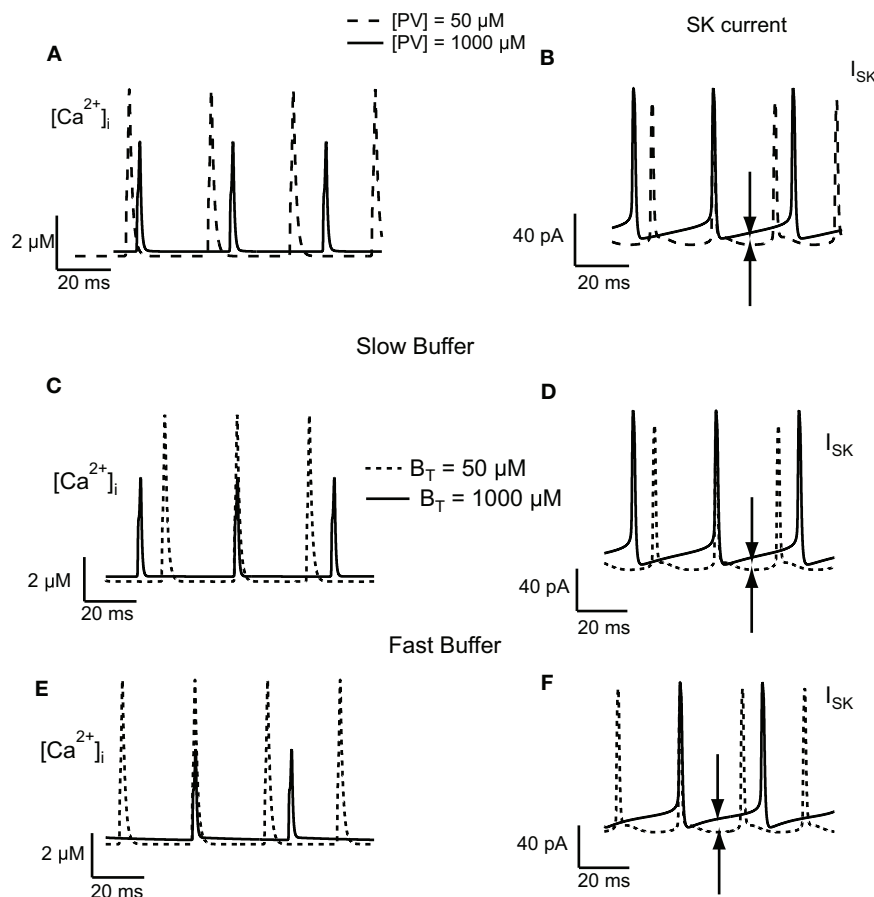 [PV] = 50 µM
[PV] = 1000 µM
SK current
A
[Ca2+]i
2 µM
20 ms
B
ISK
40 pA
20 ms
Slow Buffer
C
[Ca2+]i
2 µM
20 ms
BT = 50 µM
BT = 1000 µM
D
ISK
40 pA
20 ms
Fast Buffer
E
[Ca2+]i
2 µM
20 ms
F
ISK
40 pA
20 ms